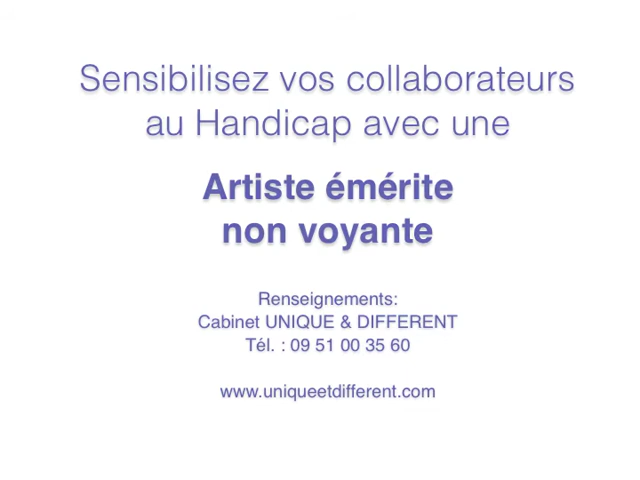 Sensibilisez vos collaborateurs
au Handicap avec une
Artiste émérite
non voyante
Renseignements:
Cabinet UNIQUE & DIFFERENT
Tél. : 09 51 00 35 60
www.uniqueetdifferent.com